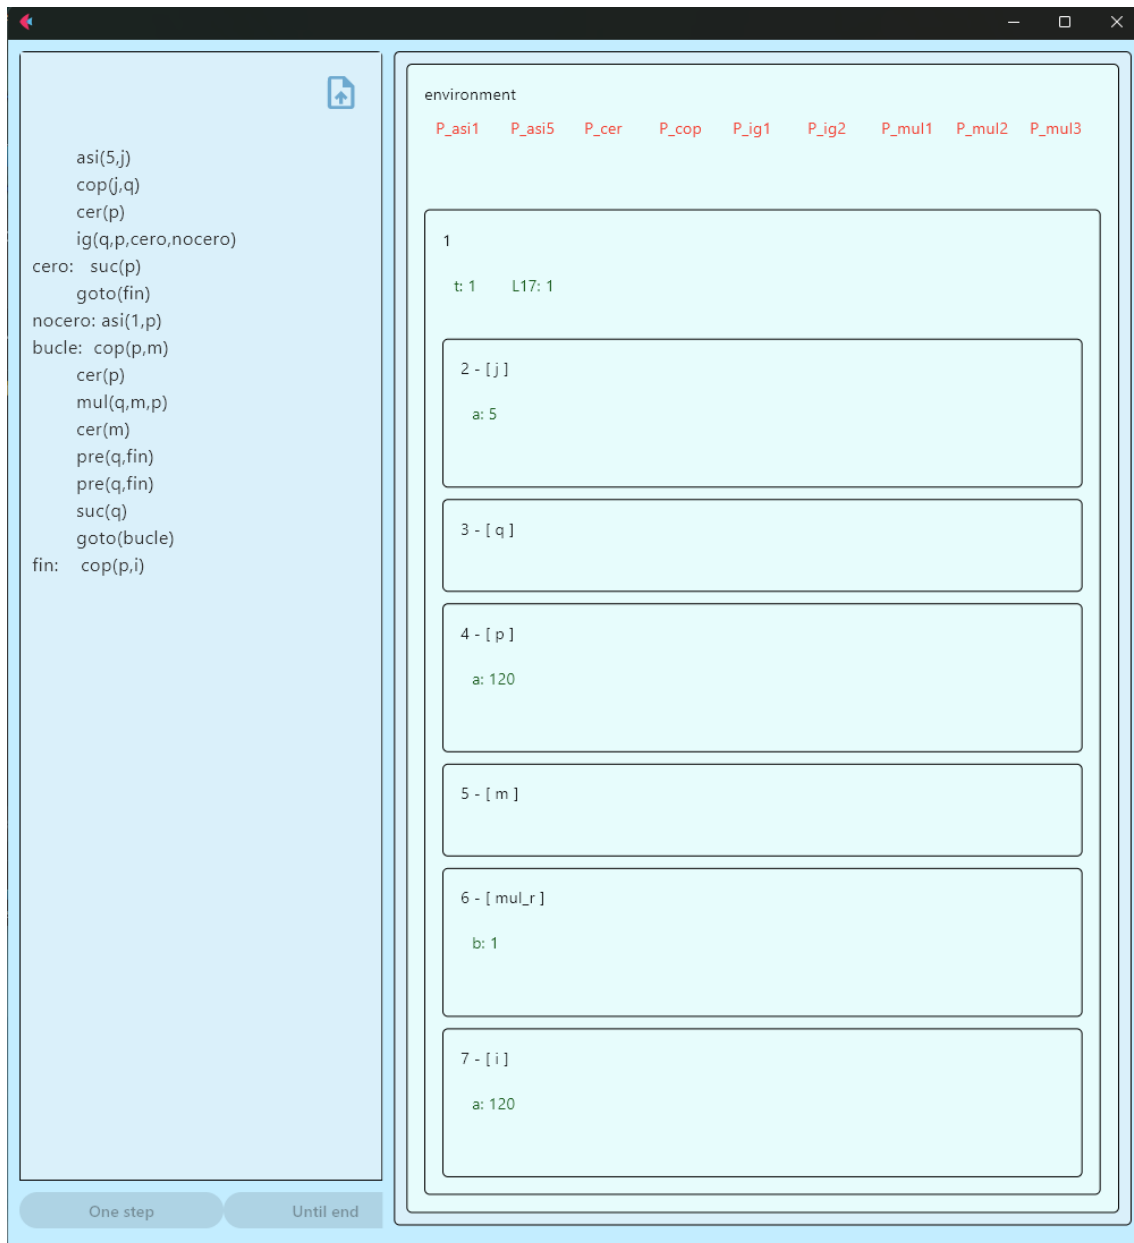 asi(5,j)
cop(j,q)
cer(p)
ig(q,p,cero,nocero)
cero: suc(p)
goto(fin)
nocero: asi(1,p)
bucle: cop(p,m)
cer(p)
mul(q,m,p)
cer(m)
pre(q,fin)
pre(q,fin)
suc(q)
goto(bucle)
fin: cop(p,i)
One step Until end
environment
P_asi1 P_asi5 P_cer P_cop P_ig1 P_ig2 P_mul1 P_mul2 P_mul3
1
t: 1 L17: 1
2 - [ j ]
a: 5
3 - [ q ]
4 - [ p ]
a: 120
5 - [ m ]
6 - [ mul_r ]
b: 1
7 - [ i ]
a: 120